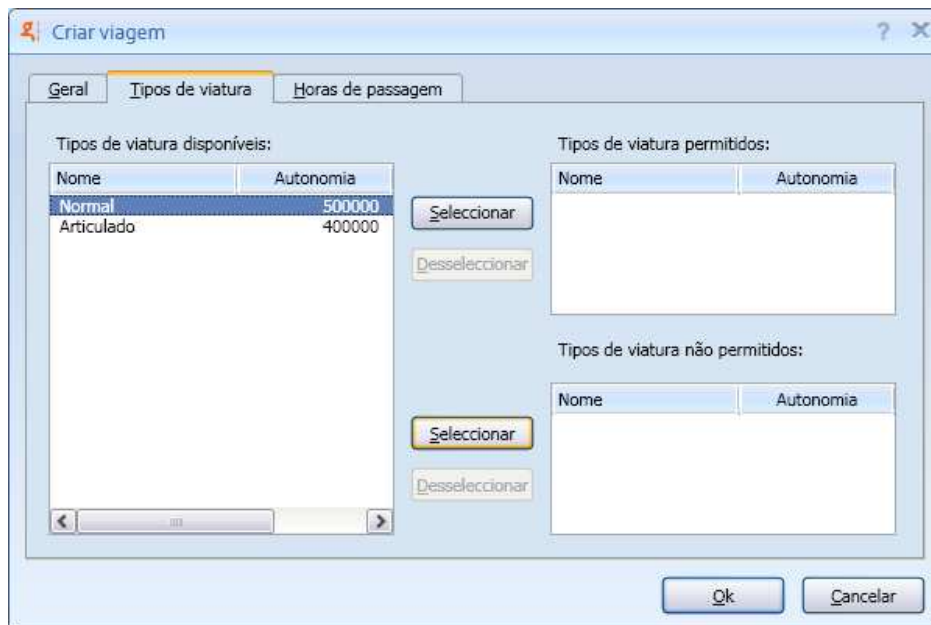 Criar viagem
Geral Tipos de viatura Horas de passagem
Tipos de viatura disponíveis:
Nome Autonomia
Normal 500000
Articulado 400000
Seleccionar
Desseleccionar
Tipos de viatura permitidos:
Nome Autonomia
Tipos de viatura não permitidos:
Nome Autonomia
Seleccionar
Desseleccionar
Ok Cancelar